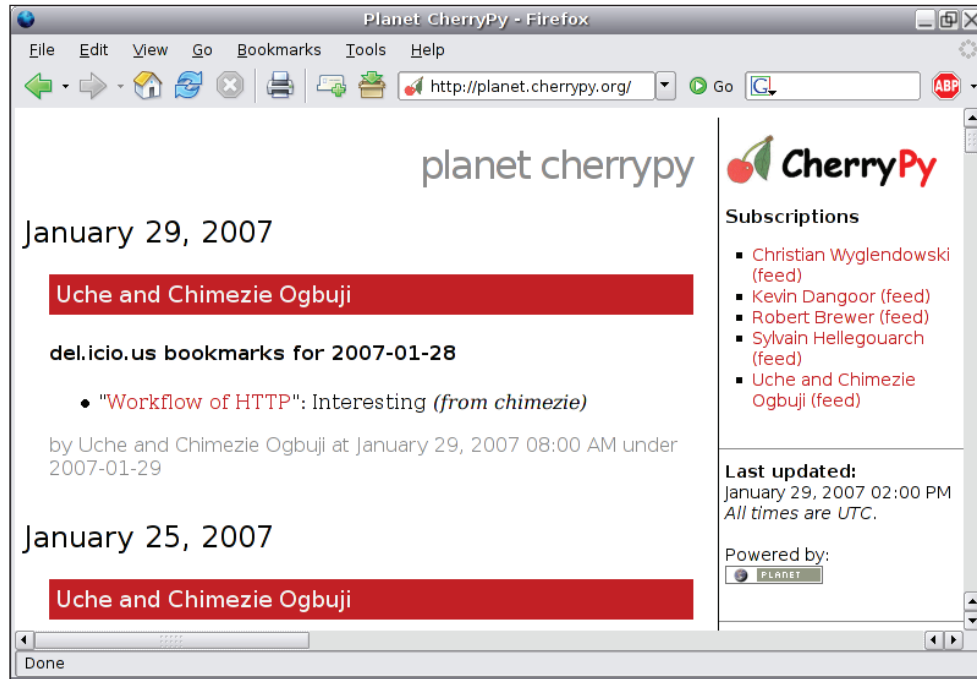 Planet CherryPy - Firefox
File Edit View Go Bookmarks Tools Help
http://planet.cherrypy.org/ Go G ABP
planet cherrypy
January 29, 2007
Uche and Chimezie Ogbuji
del.icio.us bookmarks for 2007-01-28
• "Workflow of HTTP": Interesting (from chimezie)
by Uche and Chimezie Ogbuji at January 29, 2007 08:00 AM under
2007-01-29
January 25, 2007
Uche and Chimezie Ogbuji
CherryPy
Subscriptions
Christian Wyglendowski
(feed)
Kevin Dangoor (feed)
Robert Brewer (feed)
Sylvain Hellegouarch
(feed)
Uche and Chimezie
Ogbuji (feed)
Last updated:
January 29, 2007 02:00 PM
All times are UTC.
Powered by:
PLANET
Done